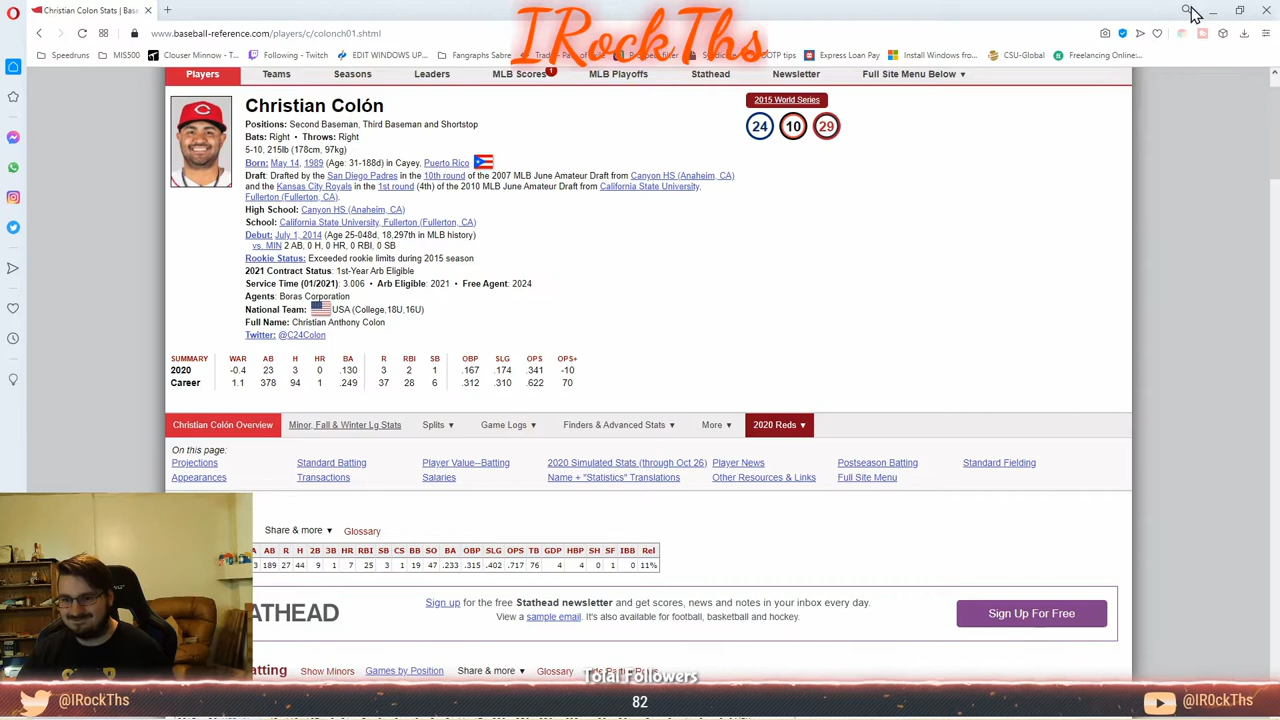 Christian Colon Stats | Base
www.baseball-reference.com/players/c/colonch01.shtml
Speedruns MIS500 Clouser Minnow - T... Following - Twitch EDIT WITHIN UP... Fangraphs Sabre... Express Loan Pay Install Windows fro... CSU-Global Freelancing Online:...
IRockThs
Players Teams Seasons Leaders MLB Scores 1 MLB Playoffs Stathead Newsletter Full Site Menu Below ▼
Christian Colón
Positions: Second Baseman, Third Baseman and Shortstop
Bats: Right • Throws: Right
5-10, 215lb (178cm, 97kg)
Born: May 14, 1989 (Age: 31-188d) in Cayey, Puerto Rico
Draft: Drafted by the San Diego Padres in the 10th round of the 2007 MLB June Amateur Draft from Canyon HS (Anaheim, CA)
and the Kansas City Royals in the 1st round (4th) of the 2010 MLB June Amateur Draft from California State University,
Fullerton (Fullerton, CA).
High School: Canyon HS (Anaheim, CA)
School: California State University, Fullerton (Fullerton, CA)
Debut: July 1, 2014 (Age 25-048d, 18,297th in MLB history)
vs. MIN 2 AB, 0 H, 0 HR, 0 RBI, 0 SB
Rookie Status: Exceeded rookie limits during 2015 season
2021 Contract Status: 1st-Year Arb Eligible
Service Time (01/2021): 3.006 • Arb Eligible: 2021 • Free Agent: 2024
Agents: Boras Corporation
National Team: USA (College,18U,16U)
Full Name: Christian Anthony Colon
Twitter: @C24Colon
2015 World Series
24 10 29
SUMMARY WAR AB H HR BA R RBI SB OBP SLG OPS OPS+
2020 -0.4 23 3 0 .130 3 2 1 .167 .174 .341 -10
Career 1.1 378 94 1 .249 37 28 6 .312 .310 .622 70
Christian Colón Overview Minor, Fall & Winter Lg Stats Splits ▼ Game Logs ▼ Finders & Advanced Stats ▼ More ▼ 2020 Reds ▼
On this page:
Projections Standard Batting Player Value--Batting 2020 Simulated Stats (through Oct 26) Player News Postseason Batting Standard Fielding
Appearances Transactions Salaries Name + "Statistics" Translations Other Resources & Links Full Site Menu
Share & more ▼ Glossary
A AB R H 2B 3B HR RBI SB CS BB SO BA OBP SLG OPS TB GDP HBP SH SF IBB Rel
3 189 27 44 9 1 7 25 3 1 19 47 .233 .315 .402 .717 76 4 4 0 1 0 11%
ATHEAD
Sign up for the free Stathead newsletter and get scores, news and notes in your inbox every day.
View a sample email. It's also available for football, basketball and hockey.
Sign Up For Free
atting Show Minors Games by Position Share & more ▼ Glossary
Total Followers
82
@IRockThs
@IR0ckThs